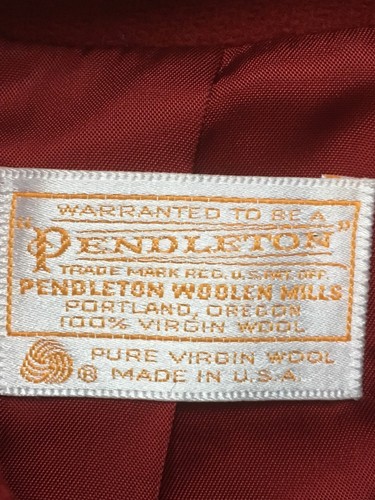 WARRANTED TO BE A
"PENDLETON"
TRADE MARK REG. U.S. PAT. OFF.
PENDLETON WOOLEN MILLS
PORTLAND, OREGON
100% VIRGIN WOOL
PURE VIRGIN WOOL
® MADE IN U.S.A.